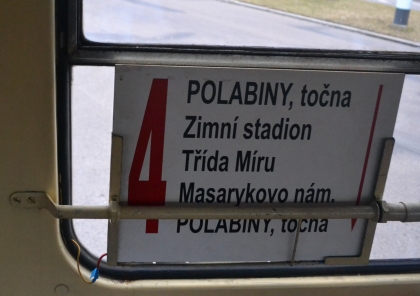 4
POLABINY, točna
Zimní stadion
Třída Míru
Masarykovo nám.
POLABINY, točna